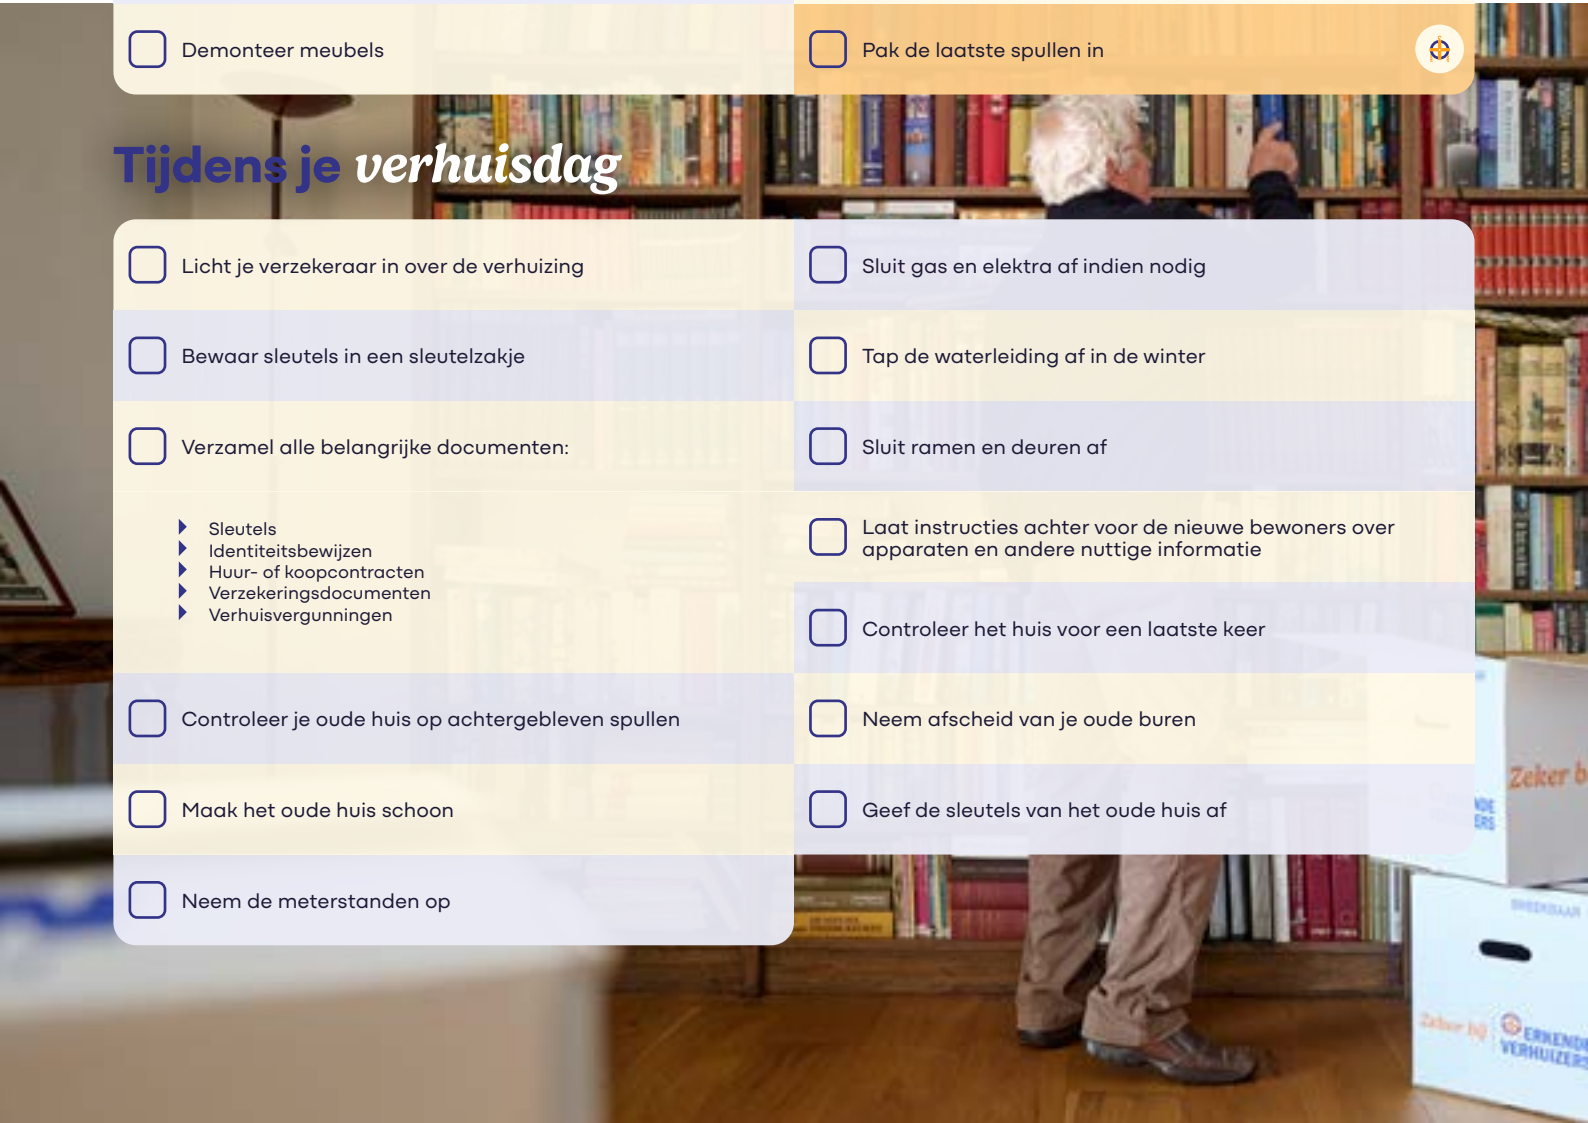 Demonteer meubels
Pak de laatste spullen in
Tijdens je verhuisdag
Licht je verzekeraar in over de verhuizing
Bewaar sleutels in een sleutelzakje
Verzamel alle belangrijke documenten:
Sleutels
Identiteitsbewijzen
Huur- of koopcontracten
Verzekeringsdocumenten
Verhuisvergunningen
Controleer je oude huis op achtergebleven spullen
Maak het oude huis schoon
Neem de meterstanden op
Sluit gas en elektra af indien nodig
Tap de waterleiding af in de winter
Sluit ramen en deuren af
Laat instructies achter voor de nieuwe bewoners over
apparaten en andere nuttige informatie
Controleer het huis voor een laatste keer
Neem afscheid van je oude buren
Geef de sleutels van het oude huis af
Zeker b
BREEKBAAR
Zeker bij
ERKENDE
VERHUIZERS